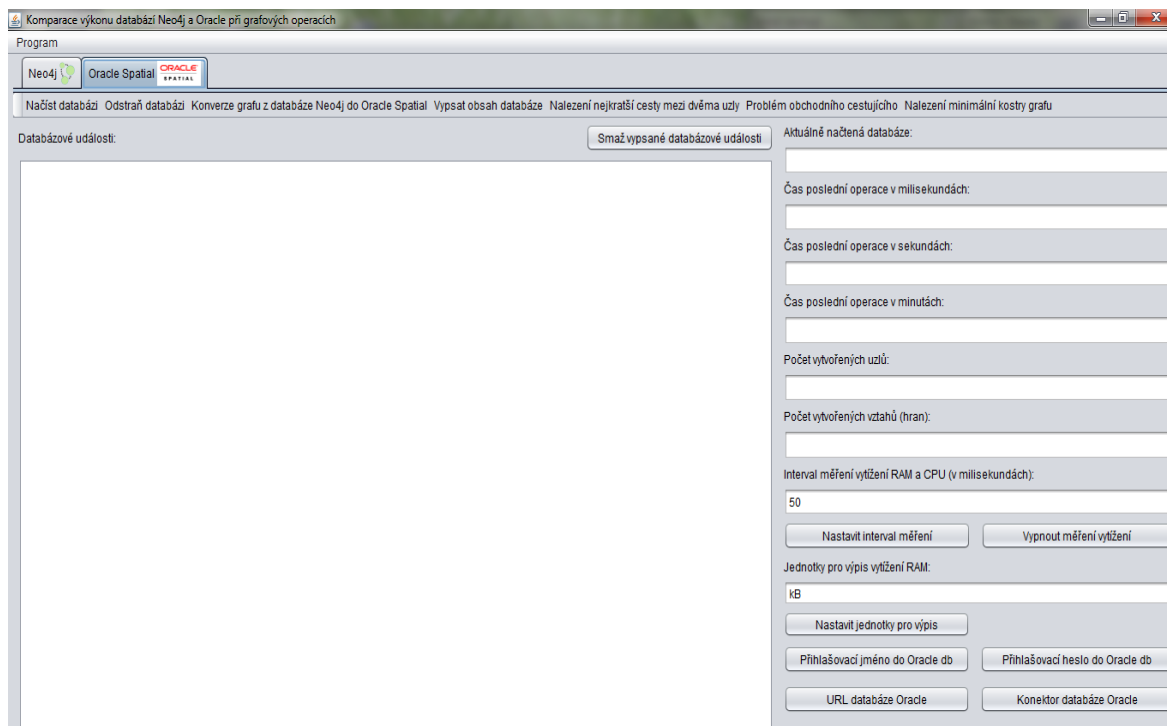 Komparace výkonu databází Neo4j a Oracle při grafových operacích
Program
Neo4j
Oracle Spatial
ORACLE
SPATIAL
Načíst databázi Odstraň databázi Konverze grafu z databáze Neo4j do Oracle Spatial Vypsat obsah databáze Nalezení nejkratší cesty mezi dvěma uzly Problém obchodního cestujícího Nalezení minimální kostry grafu
Databázové události:
Smaž vypsané databázové události
Aktuálně načtená databáze:
Čas poslední operace v milisekundách:
Čas poslední operace v sekundách:
Čas poslední operace v minutách:
Počet vytvořených uzlů:
Počet vytvořených vztahů (hran):
Interval měření vytížení RAM a CPU (v milisekundách):
50
Nastavit interval měření
Vypnout měření vytížení
Jednotky pro výpis vytížení RAM:
kB
Nastavit jednotky pro výpis
Přihlašovací jméno do Oracle db
Přihlašovací heslo do Oracle db
URL databáze Oracle
Konektor databáze Oracle